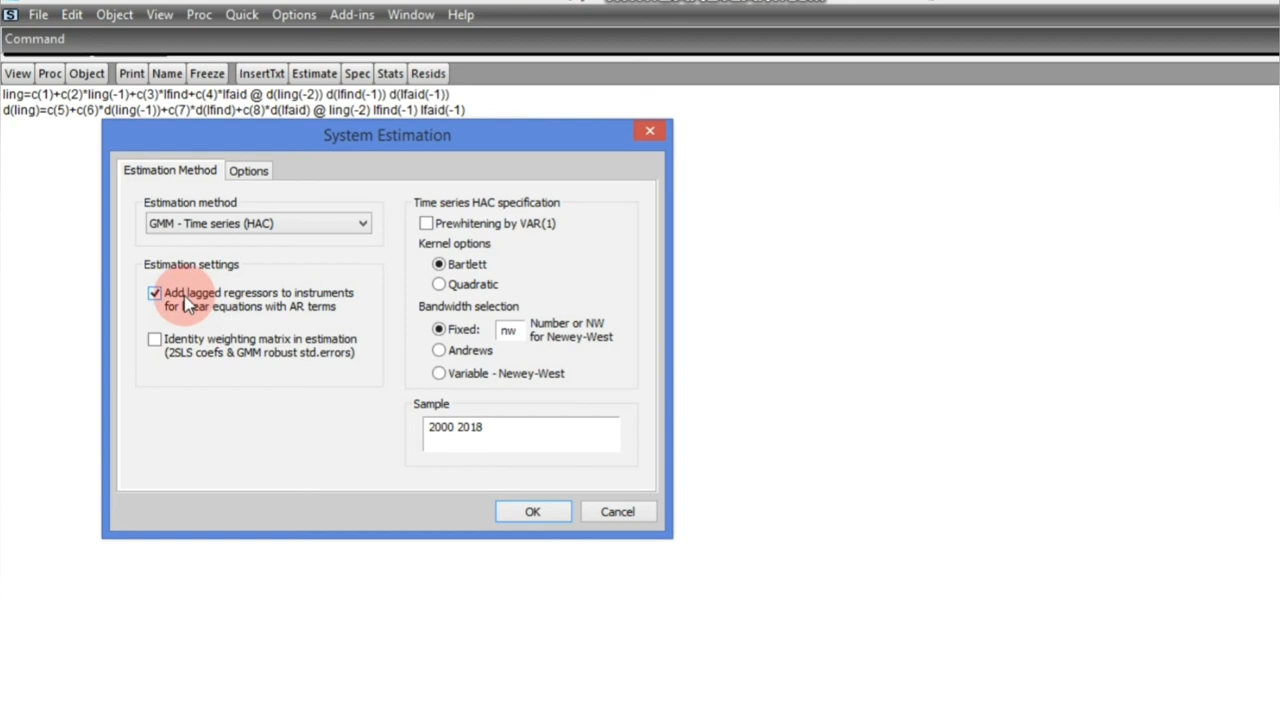 File Edit Object View Proc Quick Options Add-ins Window Help
Command
View Proc Object Print Name Freeze InsertTxt Estimate Spec Stats Resids
ling=c(1)+c(2)*ling(-1)+c(3)*lfind+c(4)*lfaid @ d(ling(-2)) d(lfind(-1)) d(lfaid(-1))
d(ling)=c(5)+c(6)*d(ling(-1))+c(7)*d(lfind)+c(8)*d(lfaid) @ ling(-2) lfind(-1) lfaid(-1)
System Estimation
Estimation Method Options
Estimation method
GMM - Time series (HAC)
Estimation settings
Add lagged regressors to instruments
for linear equations with AR terms
Identity weighting matrix in estimation
(2SLS coefs & GMM robust std.errors)
Time series HAC specification
Prewhitening by VAR(1)
Kernel options
Bartlett
Quadratic
Bandwidth selection
Fixed: nw Number or NW
for Newey-West
Andrews
Variable - Newey-West
Sample
2000 2018
OK Cancel